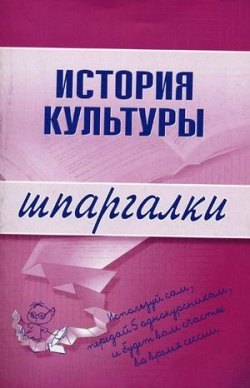 ИСТОРИЯ
КУЛЬТУРЫ
шпаргалки
Используй сам,
передай 5 однокурсникам,
и будет вам счастье
во время сессии